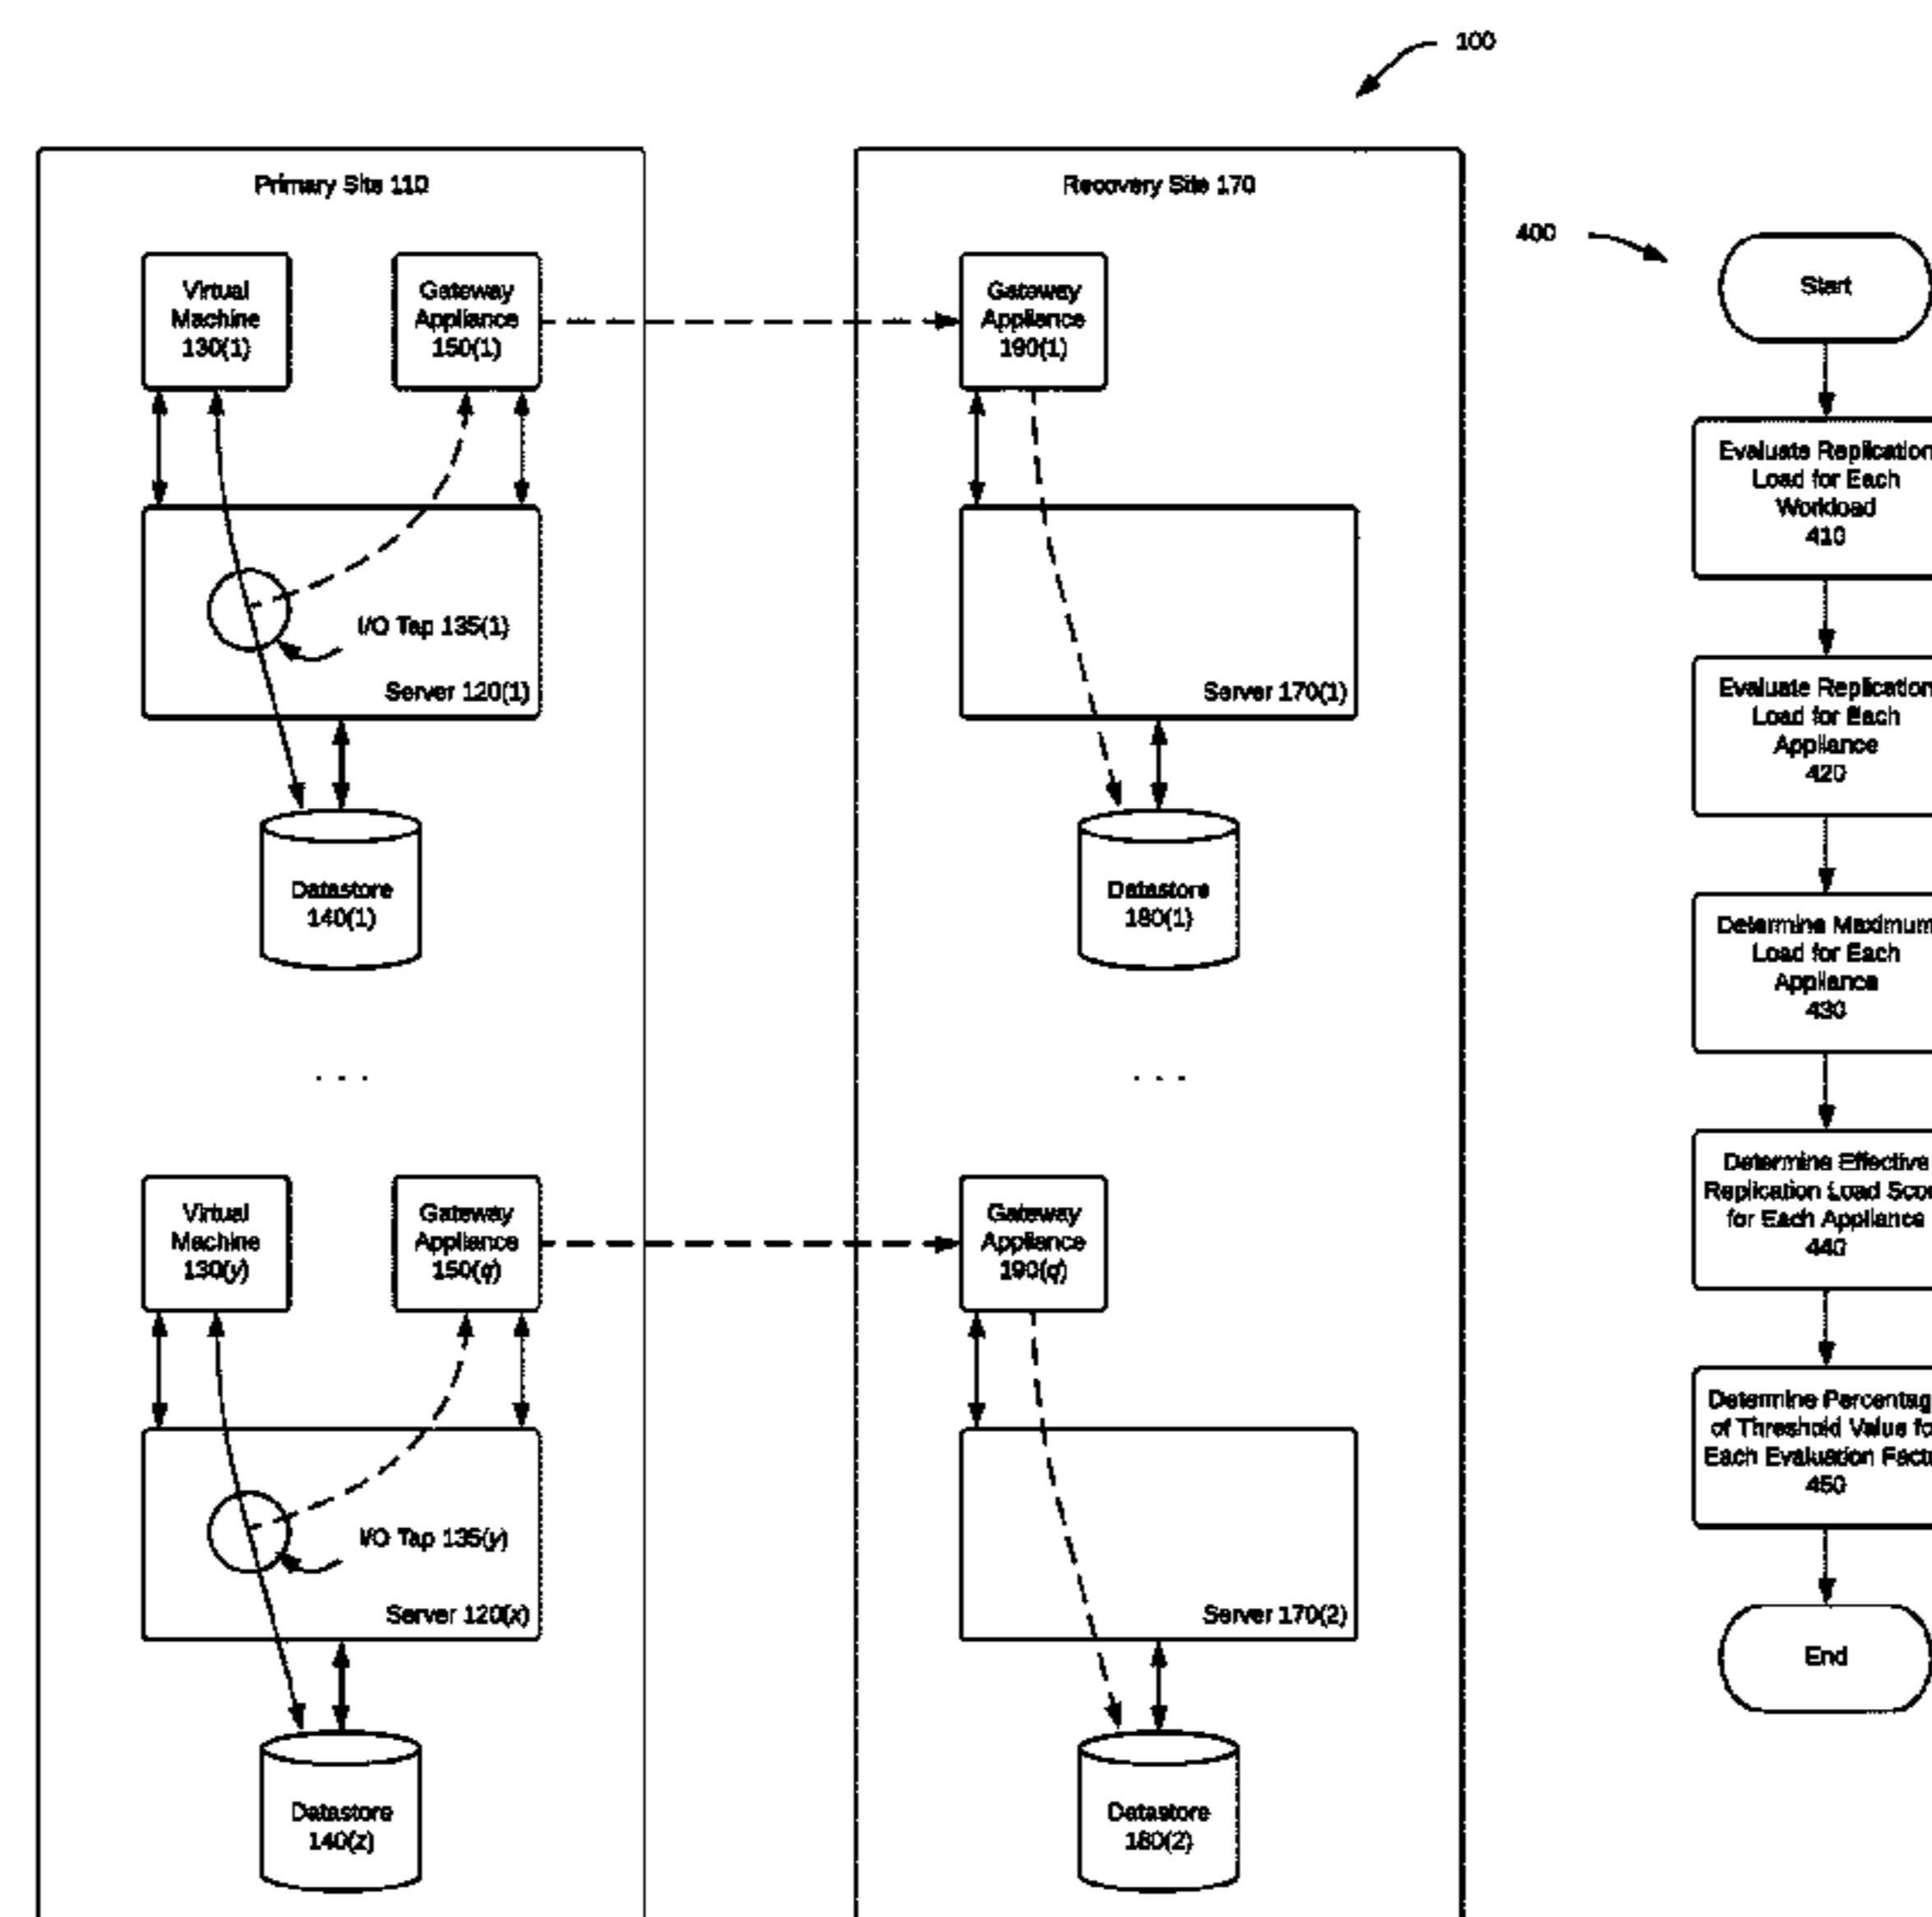 100
Primary Site 110
Virtual
Machine
130(1)
Gateway
Appliance
150(1)
I/O Tap 135(1)
Server 120(1)
Datastore
140(1)
. . .
Virtual
Machine
130(y)
Gateway
Appliance
150(q)
I/O Tap 135(y)
Server 120(x)
Datastore
140(z)
Recovery Site 170
Gateway
Appliance
190(1)
Server 170(1)
Datastore
180(1)
. . .
Gateway
Appliance
190(q)
Server 170(2)
Datastore
180(2)
400
Start
Evaluate Replication
Load for Each
Workload
410
Evaluate Replication
Load for Each
Appliance
420
Determine Maximum
Load for Each
Appliance
430
Determine Effective
Replication Load
for Each Appliance
440
Determine
of Threshold Value
Each Evaluation
450
End